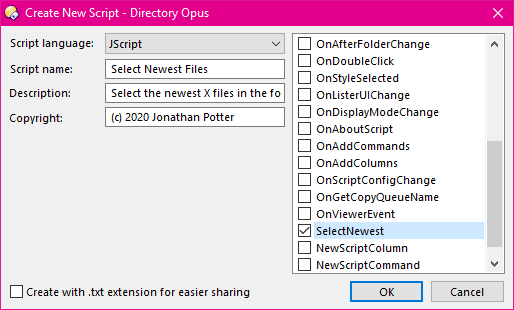 Create New Script - Directory Opus
Script language: JScript
Script name: Select Newest Files
Description: Select the newest X files in the fo
Copyright: (c) 2020 Jonathan Potter
OnAfterFolderChange
OnDoubleClick
OnStyleSelected
OnListerUIChange
OnDisplayModeChange
OnAboutScript
OnAddCommands
OnAddColumns
OnScriptConfigChange
OnGetCopyQueueName
OnViewerEvent
SelectNewest
NewScriptColumn
NewScriptCommand
Create with .txt extension for easier sharing
OK
Cancel